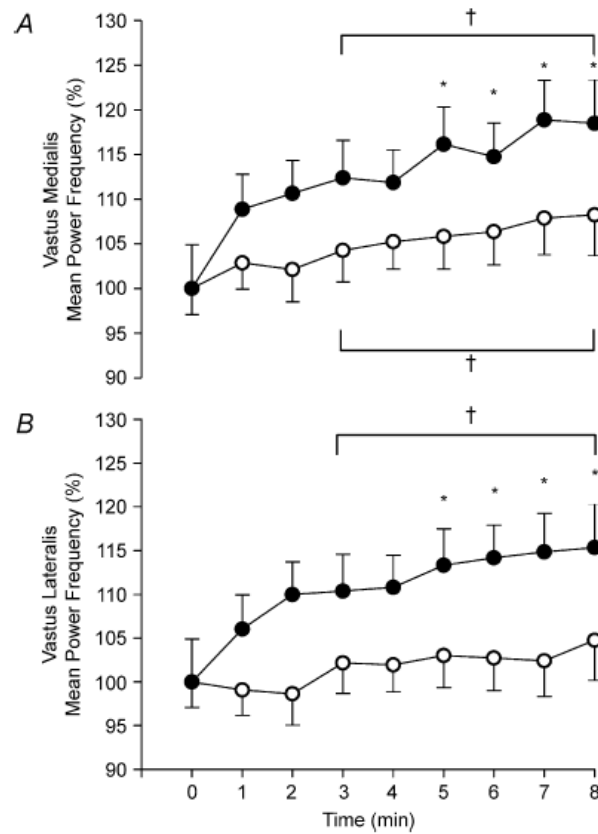 A
Vastus Medialis
Mean Power Frequency (%)
130
125
120
115
110
105
100
95
90
†
* * * *
†
B
Vastus Lateralis
Mean Power Frequency (%)
130
125
120
115
110
105
100
95
90
†
* * * *
0 1 2 3 4 5 6 7 8
Time (min)